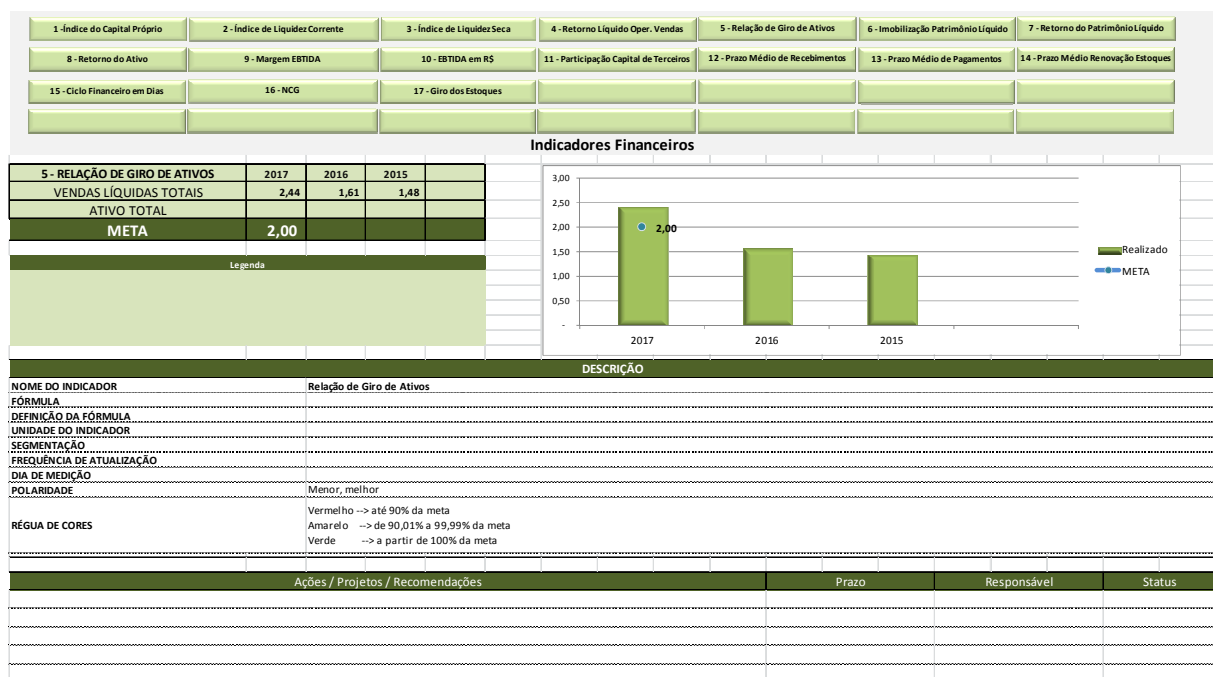 1 -Índice do Capital Próprio
2 - Índice de Liquidez Corrente
3 - Índice de Liquidez Seca
4 - Retorno Líquido Oper. Vendas
5 - Relação de Giro de Ativos
6 - Imobilização Patrimônio Líquido
7 - Retorno do Patrimônio Líquido
8 - Retorno do Ativo
9 - Margem EBTIDA
10 - EBTIDA em R$
11 - Participação Capital de Terceiros
12 - Prazo Médio de Recebimentos
13 - Prazo Médio de Pagamentos
14 - Prazo Médio Renovação Estoques
15 - Ciclo Financeiro em Dias
16 - NCG
17 - Giro dos Estoques
Indicadores Financeiros
5 - RELAÇÃO DE GIRO DE ATIVOS 2017 2016 2015
VENDAS LÍQUIDAS TOTAIS 2,44 1,61 1,48
ATIVO TOTAL
META 2,00
Legenda
3,00
2,50
2,00
1,50
1,00
0,50
-
2,00
2017 2016 2015
Realizado
META
DESCRIÇÃO
NOME DO INDICADOR Relação de Giro de Ativos
FÓRMULA
DEFINIÇÃO DA FÓRMULA
UNIDADE DO INDICADOR
SEGMENTAÇÃO
FREQUÊNCIA DE ATUALIZAÇÃO
DIA DE MEDIÇÃO
POLARIDADE Menor, melhor
RÉGUA DE CORES
Vermelho --> até 90% da meta
Amarelo --> de 90,01% a 99,99% da meta
Verde --> a partir de 100% da meta
Ações / Projetos / Recomendações Prazo Responsável Status